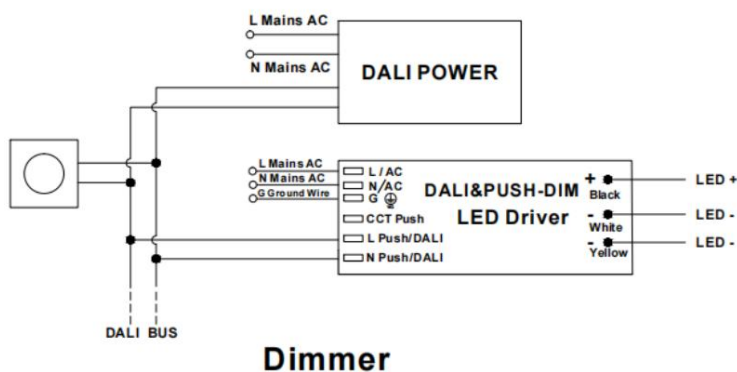 L Mains AC
N Mains AC
DALI POWER
L Mains AC
N Mains AC
G Ground Wire
L / AC
N/AC
G
CCT Push
L Push/DALI
N Push/DALI
DALI&PUSH-DIM
LED Driver
+
Black
-
White
-
Yellow
LED +
LED -
LED -
DALI BUS
Dimmer